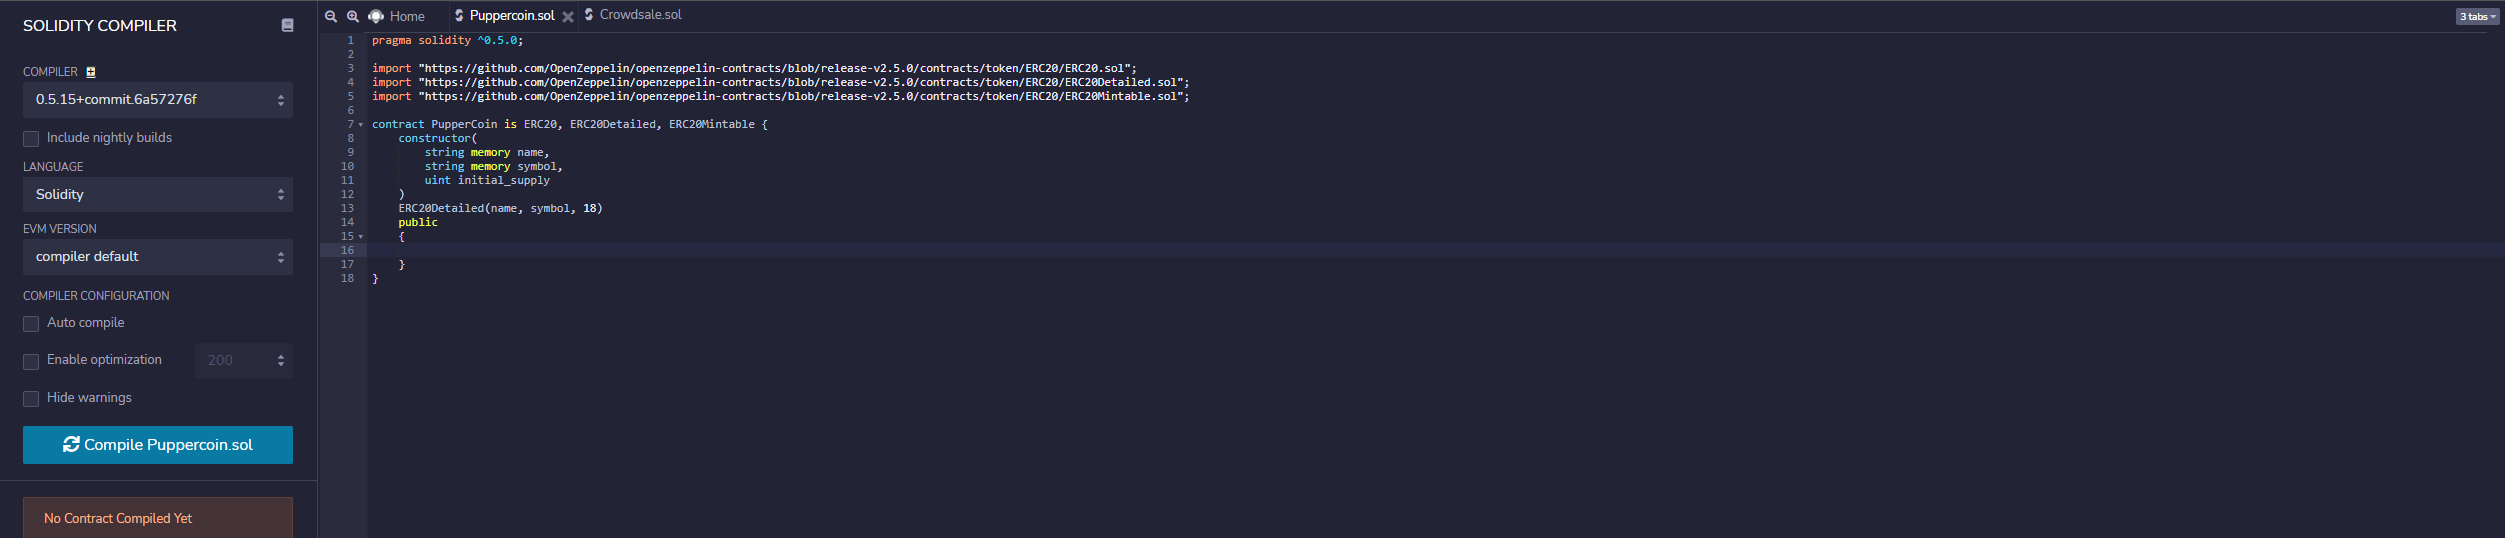 SOLIDITY COMPILER
COMPILER
0.5.15+commit.6a57276f
Include nightly builds
LANGUAGE
Solidity
EVM VERSION
compiler default
COMPILER CONFIGURATION
Auto compile
Enable optimization 200
Hide warnings
Compile Puppercoin.sol
No Contract Compiled Yet
Home Puppercoin.sol Crowdsale.sol 3 tabs
1 pragma solidity ^0.5.0;
2
3 import "https://github.com/OpenZeppelin/openzeppelin-contracts/blob/release-v2.5.0/contracts/token/ERC20/ERC20.sol";
4 import "https://github.com/OpenZeppelin/openzeppelin-contracts/blob/release-v2.5.0/contracts/token/ERC20/ERC20Detailed.sol";
5 import "https://github.com/OpenZeppelin/openzeppelin-contracts/blob/release-v2.5.0/contracts/token/ERC20/ERC20Mintable.sol";
6
7 contract PupperCoin is ERC20, ERC20Detailed, ERC20Mintable {
8     constructor(
9         string memory name,
10         string memory symbol,
11         uint initial_supply
12     )
13     ERC20Detailed(name, symbol, 18)
14     public
15     {
16
17     }
18 }